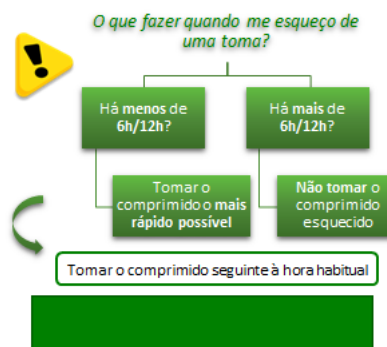 O que fazer quando me esqueço de
uma toma?
Há menos de
6h/12h?
Há mais de
6h/12h?
Tomar o
comprimido o mais
rápido possível
Não tomar o
comprimido
esquecido
Tomar o comprimido seguinte à hora habitual